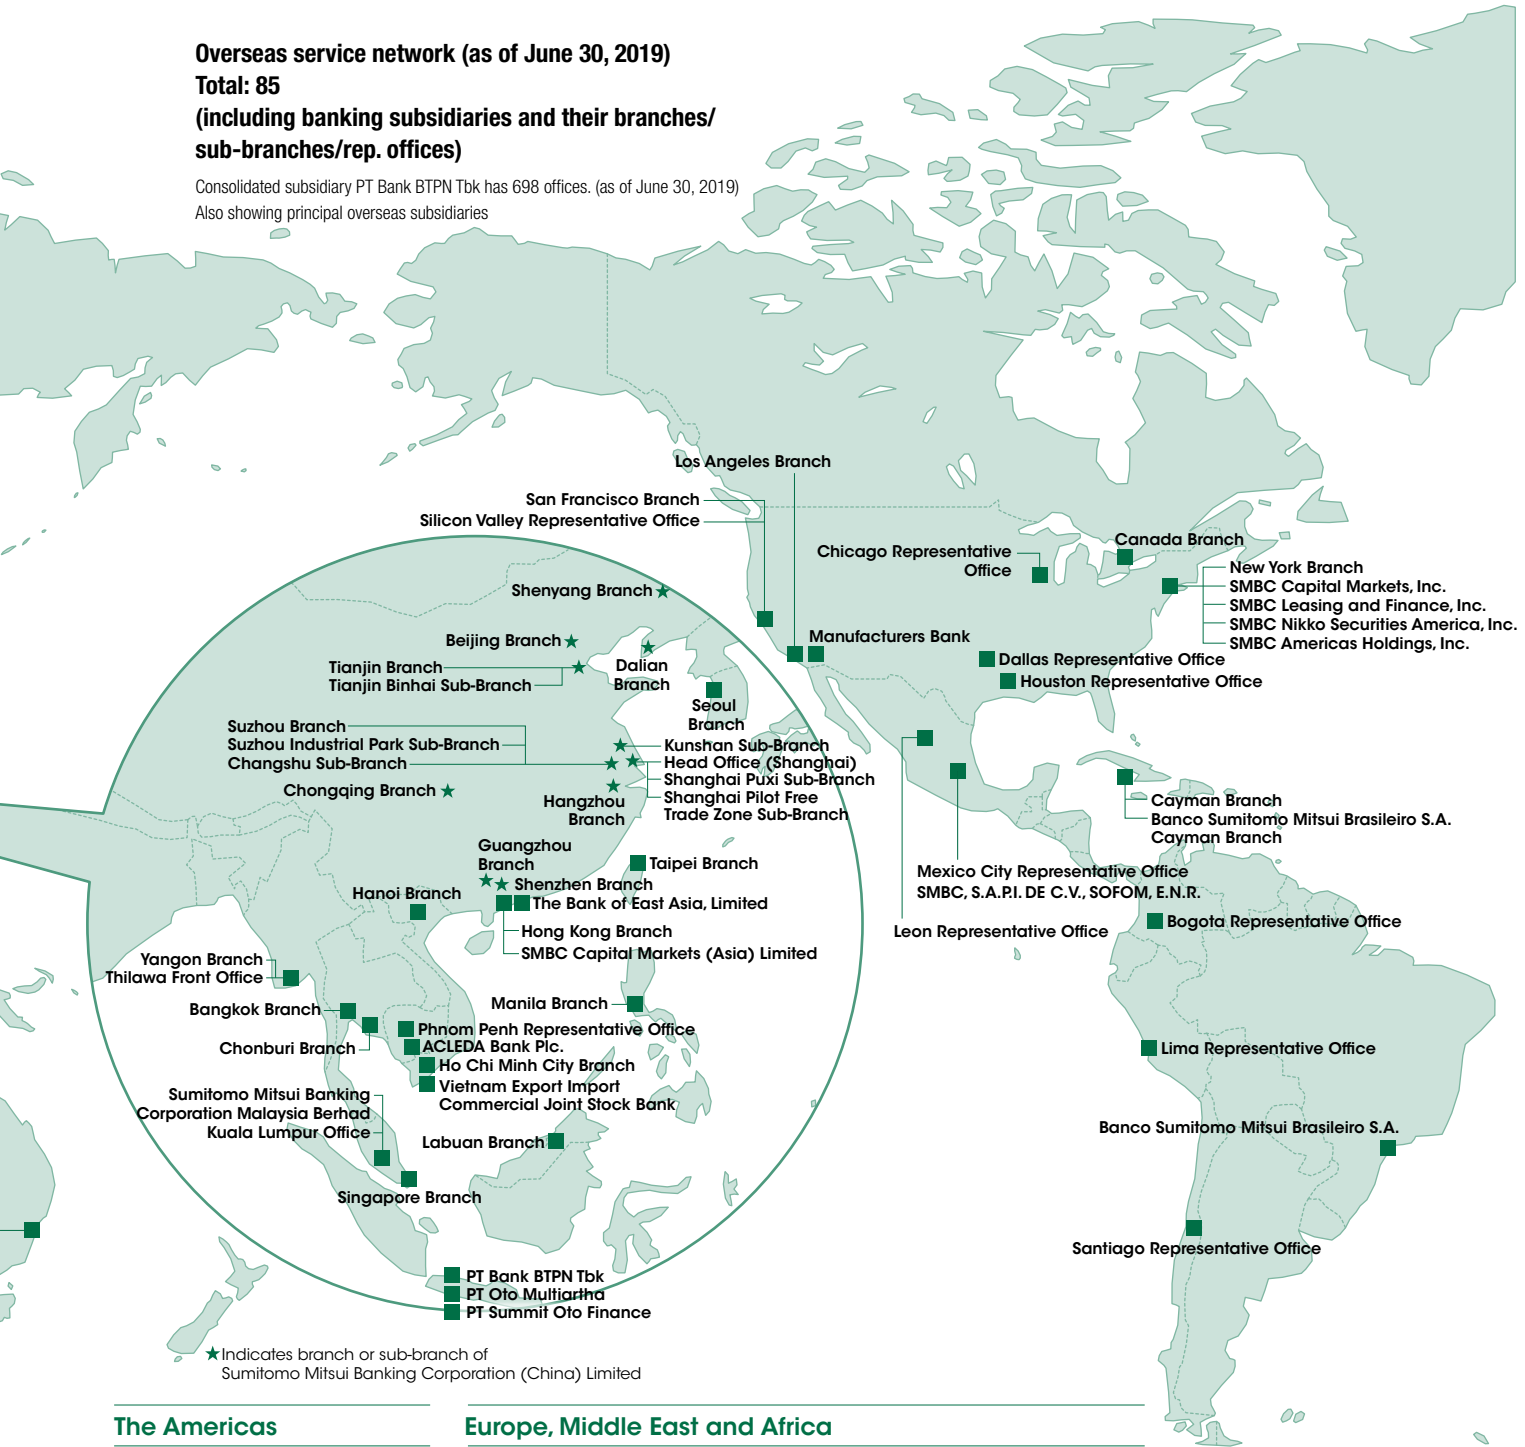 Overseas service network (as of June 30, 2019)
Total: 85
(including banking subsidiaries and their branches/
sub-branches/rep. offices)
Consolidated subsidiary PT Bank BTPN Tbk has 698 offices. (as of June 30, 2019)
Also showing principal overseas subsidiaries
Los Angeles Branch
San Francisco Branch
Silicon Valley Representative Office
Chicago Representative
Office
Canada Branch
New York Branch
SMBC Capital Markets, Inc.
SMBC Leasing and Finance, Inc.
SMBC Nikko Securities America, Inc.
SMBC Americas Holdings, Inc.
Manufacturers Bank
Dallas Representative Office
Houston Representative Office
Shenyang Branch
Beijing Branch
Tianjin Branch
Tianjin Binhai Sub-Branch
Dalian
Branch
Seoul
Branch
Suzhou Branch
Suzhou Industrial Park Sub-Branch
Changshu Sub-Branch
Kunshan Sub-Branch
Head Office (Shanghai)
Shanghai Puxi Sub-Branch
Shanghai Pilot Free
Trade Zone Sub-Branch
Chongqing Branch
Hangzhou
Branch
Guangzhou
Branch
Taipei Branch
Shenzhen Branch
Hanoi Branch
The Bank of East Asia, Limited
Hong Kong Branch
SMBC Capital Markets (Asia) Limited
Cayman Branch
Banco Sumitomo Mitsui Brasileiro S.A.
Cayman Branch
Mexico City Representative Office
SMBC, S.A.P.I. DE C.V., SOFOM, E.N.R.
Leon Representative Office
Bogota Representative Office
Yangon Branch
Thilawa Front Office
Bangkok Branch
Manila Branch
Chonburi Branch
Phnom Penh Representative Office
ACLEDA Bank Plc.
Ho Chi Minh City Branch
Vietnam Export Import
Commercial Joint Stock Bank
Lima Representative Office
Sumitomo Mitsui Banking
Corporation Malaysia Berhad
Kuala Lumpur Office
Labuan Branch
Banco Sumitomo Mitsui Brasileiro S.A.
Singapore Branch
Santiago Representative Office
PT Bank BTPN Tbk
PT Oto Multiartha
PT Summit Oto Finance
★Indicates branch or sub-branch of
Sumitomo Mitsui Banking Corporation (China) Limited
The Americas
Europe, Middle East and Africa